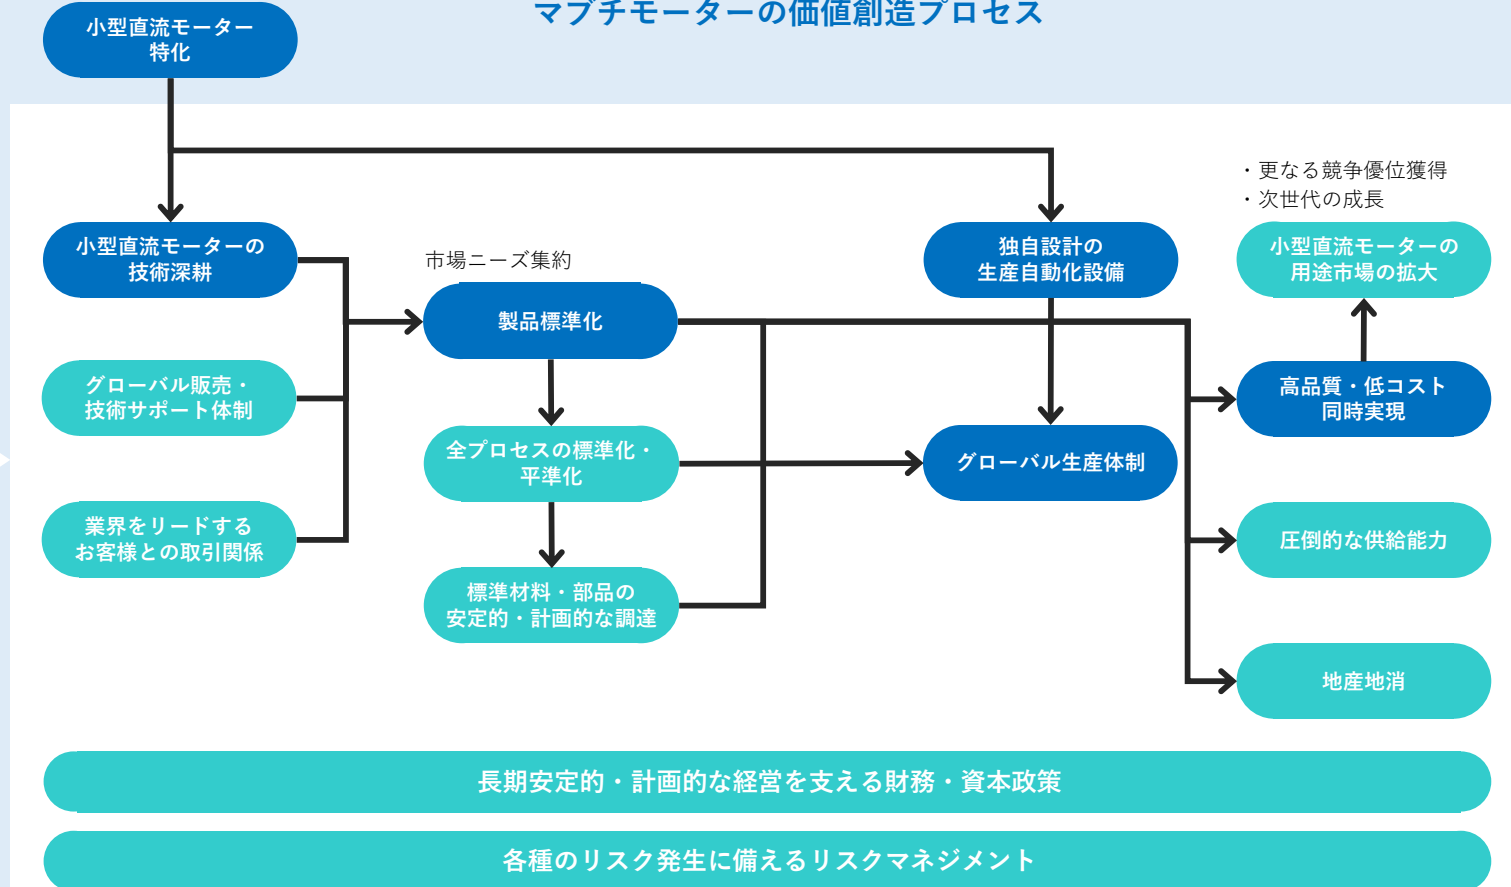 マブチモーターの価値創造プロセス
小型直流モーター
特化
・更なる競争優位獲得
・次世代の成長
小型直流モーターの
技術深耕
市場ニーズ集約
製品標準化
独自設計の
生産自動化設備
小型直流モーターの
用途市場の拡大
グローバル販売・
技術サポート体制
高品質・低コスト
同時実現
全プロセスの標準化・
平準化
グローバル生産体制
業界をリードする
お客様との取引関係
圧倒的な供給能力
標準材料・部品の
安定的・計画的な調達
地産地消
長期安定的・計画的な経営を支える財務・資本政策
各種のリスク発生に備えるリスクマネジメント